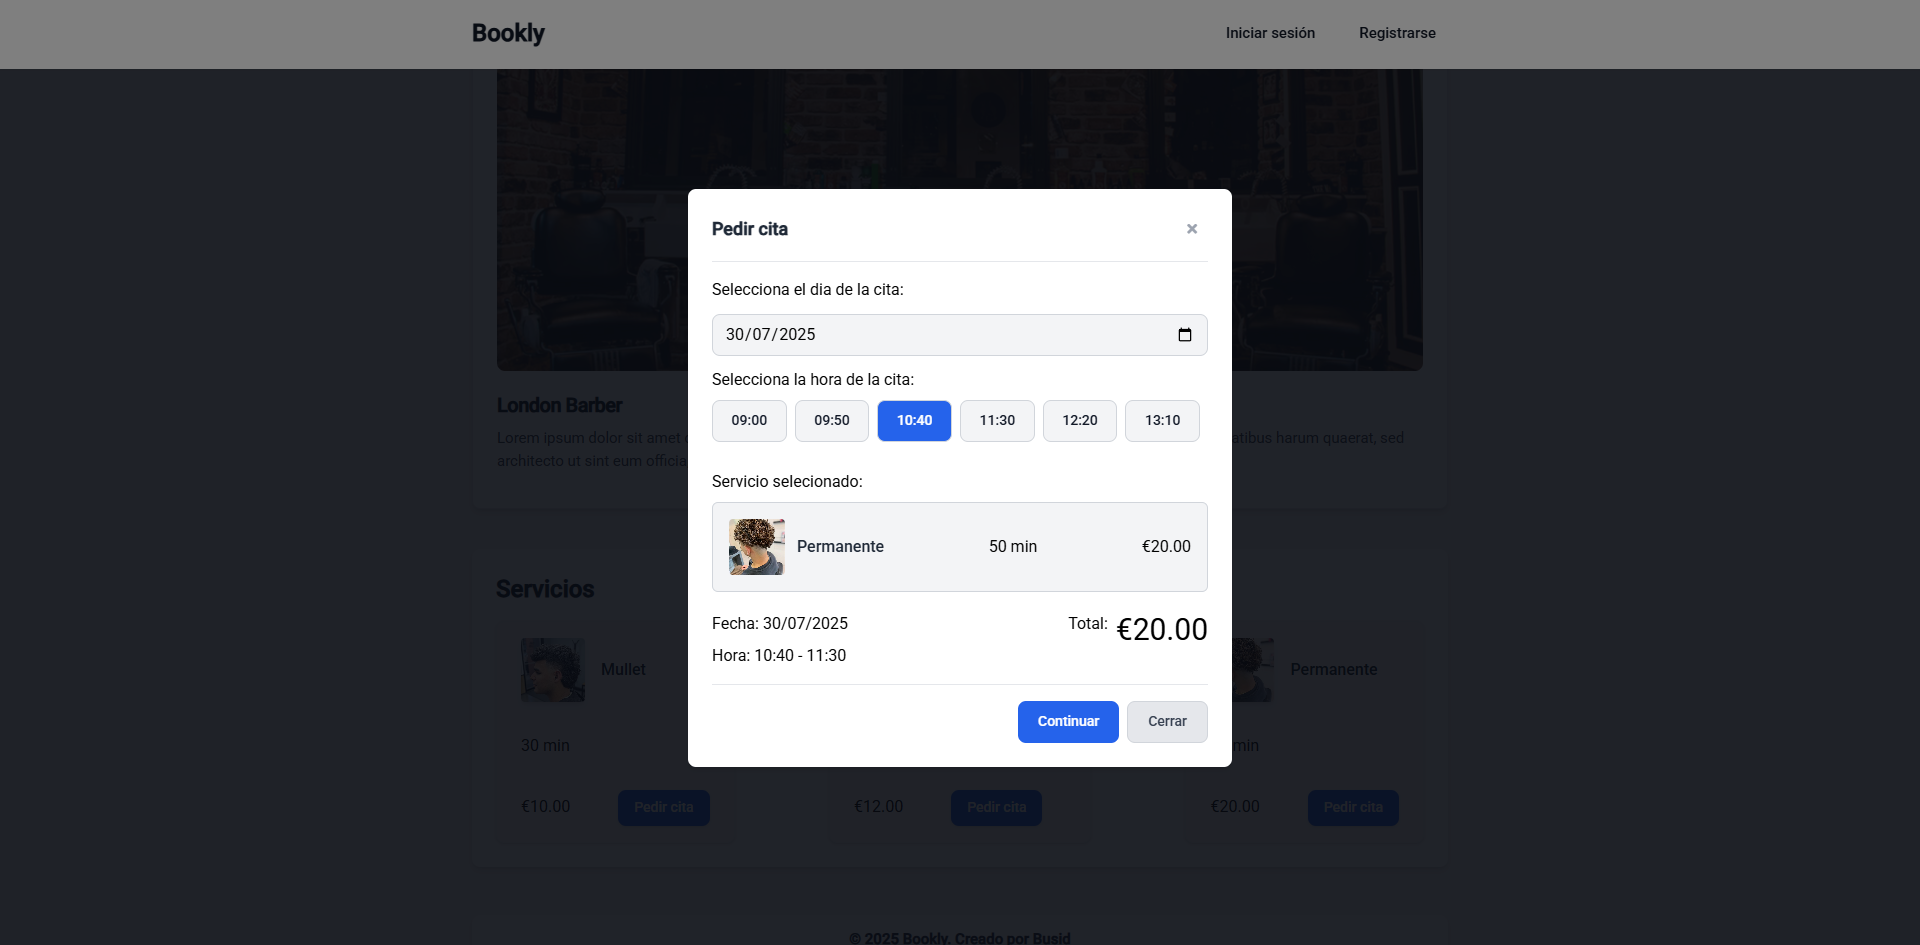 Bookly
Iniciar sesión
Registrarse
Pedir cita
×
Selecciona el dia de la cita:
30/07/2025
Selecciona la hora de la cita:
09:00 09:50 10:40 11:30 12:20 13:10
Servicio selecionado:
Permanente 50 min €20.00
Fecha: 30/07/2025
Total: €20.00
Hora: 10:40 - 11:30
Continuar
Cerrar
London Barber
Lorem ipsum dolor sit amet
atibus harum quaerat, sed
architecto ut sint eum officia
Servicios
Mullet
30 min
€10.00
Pedir cita
€12.00
Pedir cita
Permanente
min
€20.00
Pedir cita
© 2025 Bookly. Creado por Busid